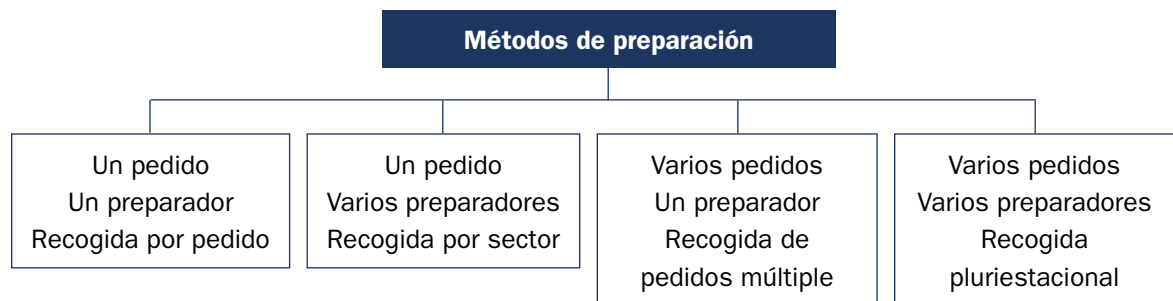 Métodos de preparación
Un pedido
Un preparador
Recogida por pedido
Un pedido
Varios preparadores
Recogida por sector
Varios pedidos
Un preparador
Recogida de
pedidos múltiple
Varios pedidos
Varios preparadores
Recogida
pluriestacional